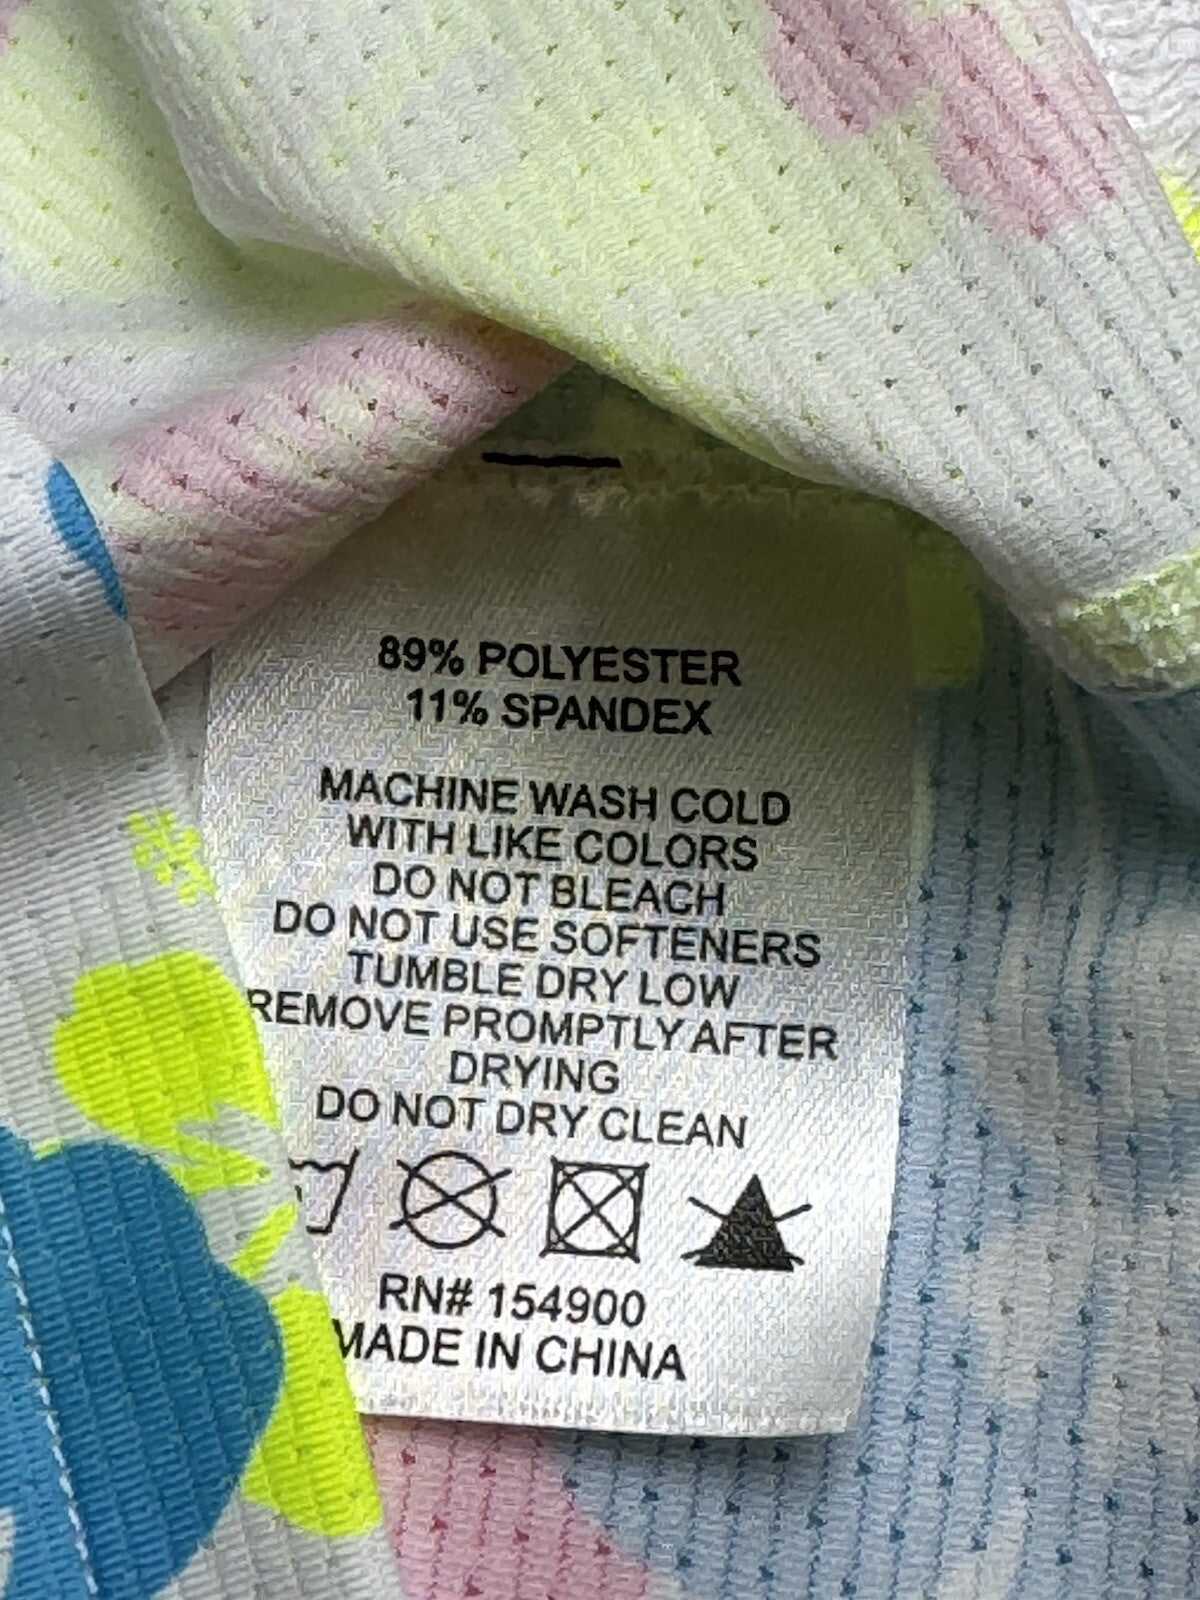 89% POLYESTER
11% SPANDEX
MACHINE WASH COLD
WITH LIKE COLORS
DO NOT BLEACH
DO NOT USE SOFTENERS
TUMBLE DRY LOW
REMOVE PROMPTLY AFTER
DRYING
DO NOT DRY CLEAN
RN# 154900
MADE IN CHINA